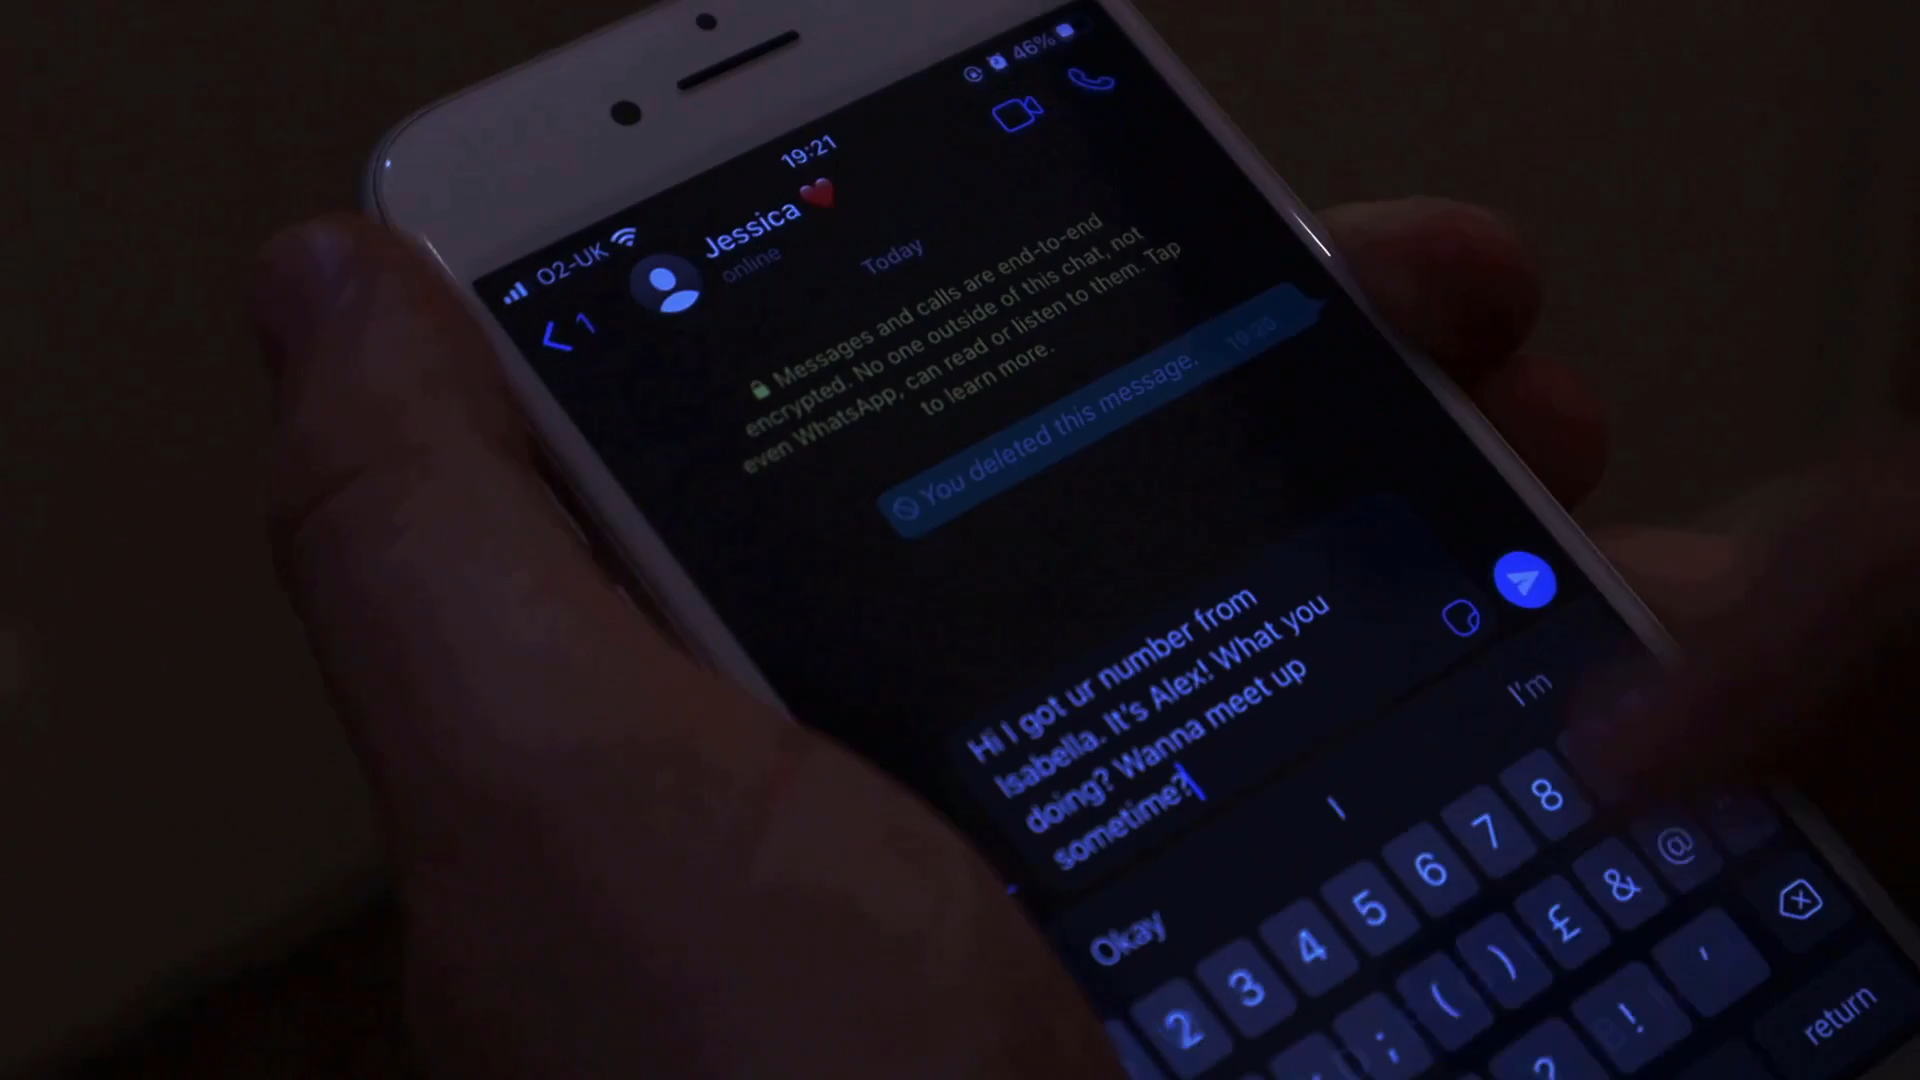 46%
19:21
O2-UK
1
Jessica❤️
online
Today
Messages and calls are end-to-end
encrypted. No one outside of this chat, not
even WhatsApp, can read or listen to them. Tap
to learn more.
You deleted this message. 19:20
Hi I got ur number from
Isabella. It's Alex! What you
doing? Wanna meet up
sometime?
Okay
I
I'm
2 3 4 5 6 7 8
; ( ) £ & @
? ! '
return